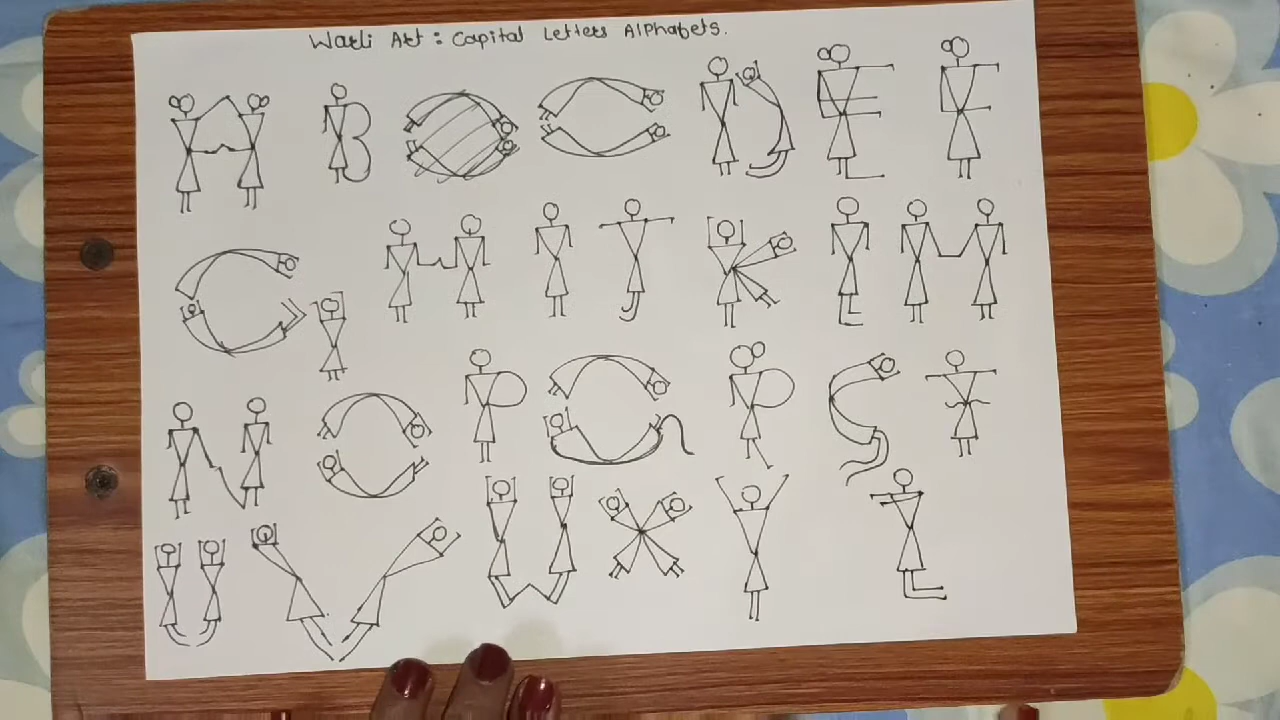 Warli Art : Capital Letters Alphabets.
A B C D E F
G H I J K L M
N O P Q R S T
U V W X Y Z